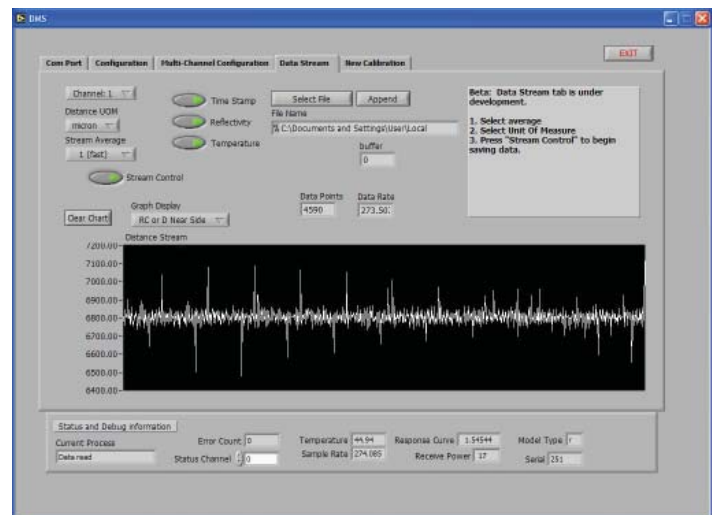 DMS
EXIT
Com Port
Configuration
Multi-Channel Configuration
Data Stream
New Calibration
Channel: 1
Distance UOM
micron
Stream Average
1 (fast)
Time Stamp
Reflectivity
Temperature
Stream Control
Select File
Append
File Name
C:\Documents and Settings\User\Local
buffer
0
Beta: Data Stream tab is under
development.
1. Select average
2. Select Unit Of Measure
3. Press "Stream Control" to begin
saving data.
Data Points
4590
Data Rate
273.50
Clear Chart
Graph Display
RC or D Near Side
Distance Stream
7200.00
7100.00
7000.00
6900.00
6800.00
6700.00
6600.00
6500.00
6400.00
Status and Debug information
Current Process
Data read
Error Count 0
Status Channel 0
Temperature 44.94
Sample Rate 274.085
Response Curve 1.54544
Receive Power 17
Model Type r
Serial 251